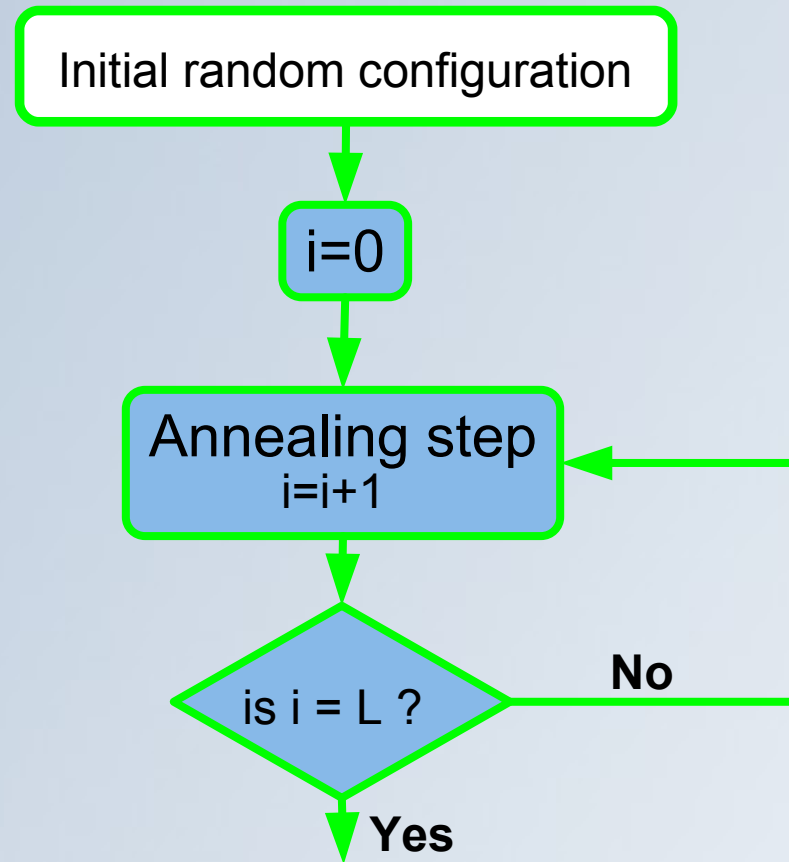 Initial random configuration
i=0
Annealing step
i=i+1
is i = L ?
No
Yes